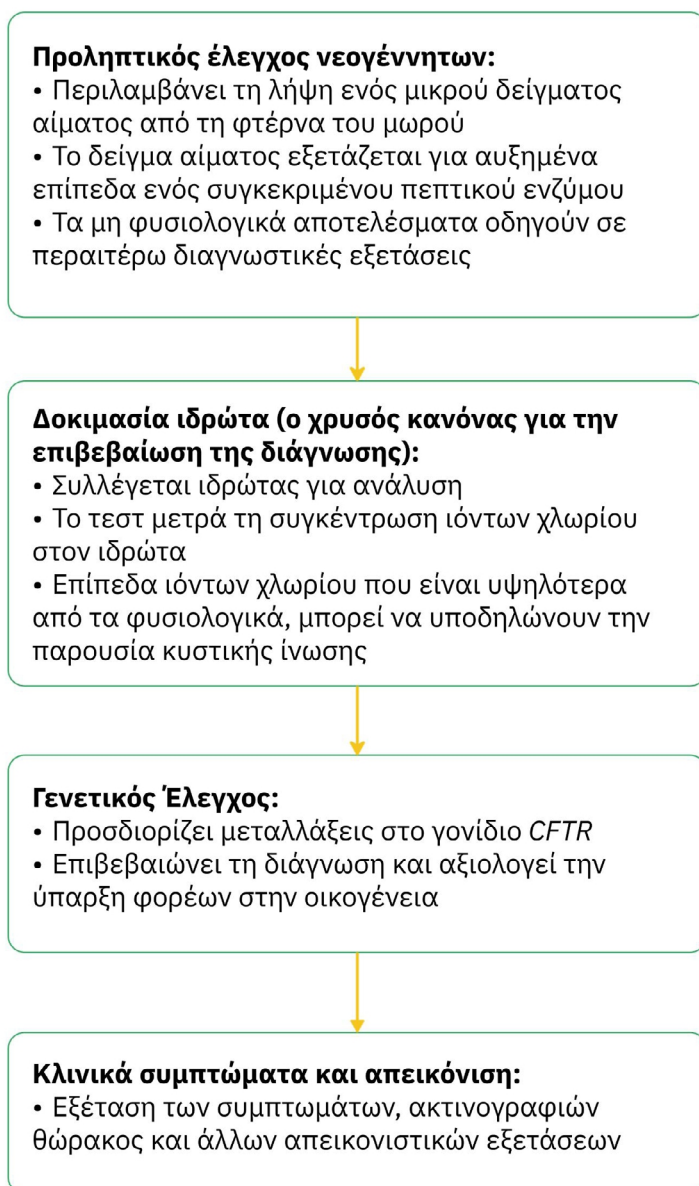 Προληπτικός έλεγχος νεογέννητων:
• Περιλαμβάνει τη λήψη ενός μικρού δείγματος
αίματος από τη φτέρνα του μωρού
• Το δείγμα αίματος εξετάζεται για αυξημένα
επίπεδα ενός συγκεκριμένου πεπτικού ενζύμου
• Τα μη φυσιολογικά αποτελέσματα οδηγούν σε
περαιτέρω διαγνωστικές εξετάσεις
Δοκιμασία ιδρώτα (ο χρυσός κανόνας για την
επιβεβαίωση της διάγνωσης):
• Συλλέγεται ιδρώτας για ανάλυση
• Το τεστ μετρά τη συγκέντρωση ιόντων χλωρίου
στον ιδρώτα
• Επίπεδα ιόντων χλωρίου που είναι υψηλότερα
από τα φυσιολογικά, μπορεί να υποδηλώνουν την
παρουσία κυστικής ίνωσης
Γενετικός Έλεγχος:
• Προσδιορίζει μεταλλάξεις στο γονίδιο CFTR
• Επιβεβαιώνει τη διάγνωση και αξιολογεί την
ύπαρξη φορέων στην οικογένεια
Κλινικά συμπτώματα και απεικόνιση:
• Εξέταση των συμπτωμάτων, ακτινογραφιών
θώρακος και άλλων απεικονιστικών εξετάσεων